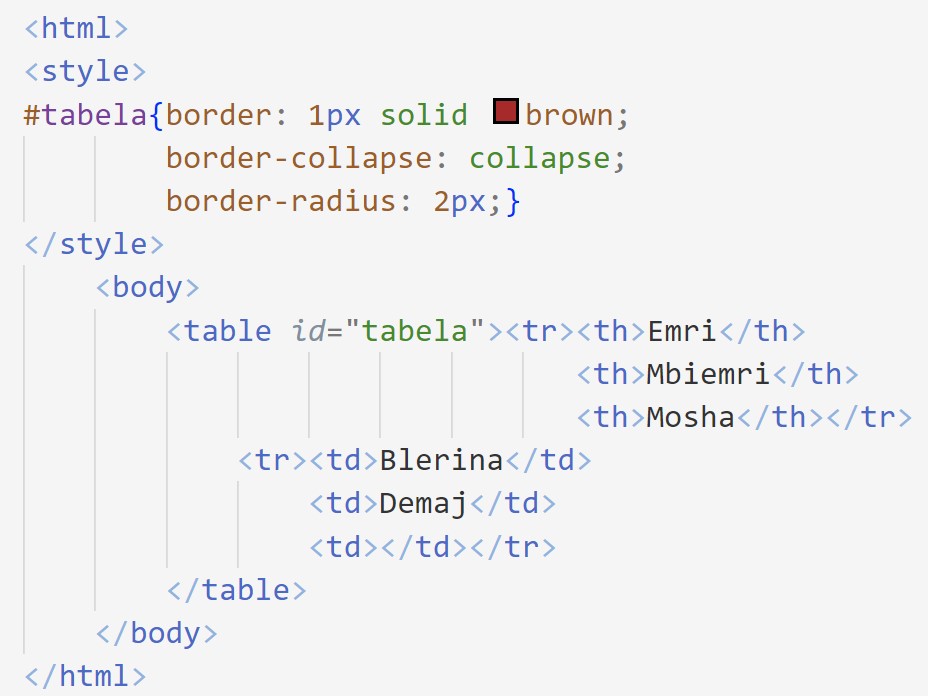 <html>
<style>
#tabela{border: 1px solid brown;
border-collapse: collapse;
border-radius: 2px;}
</style>
<body>
<table id="tabela"><tr><th>Emri</th>
<th>Mbiemri</th>
<th>Mosha</th></tr>
<tr><td>Blerina</td>
<td>Demaj</td>
<td></td></tr>
</table>
</body>
</html>